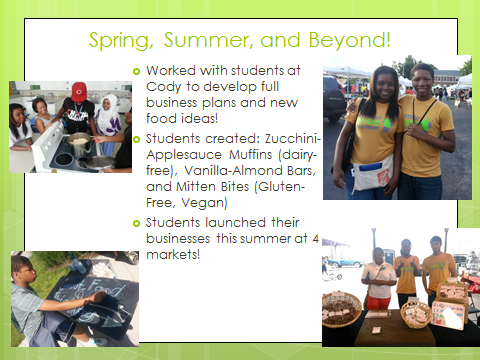 Spring, Summer, and Beyond!
Worked with students at
Cody to develop full
business plans and new
food ideas!
Students created: Zucchini-
Applesauce Muffins (dairy-
free), Vanilla-Almond Bars,
and Mitten Bites (Gluten-
Free, Vegan)
Students launched their
businesses this summer at 4
markets!
Food